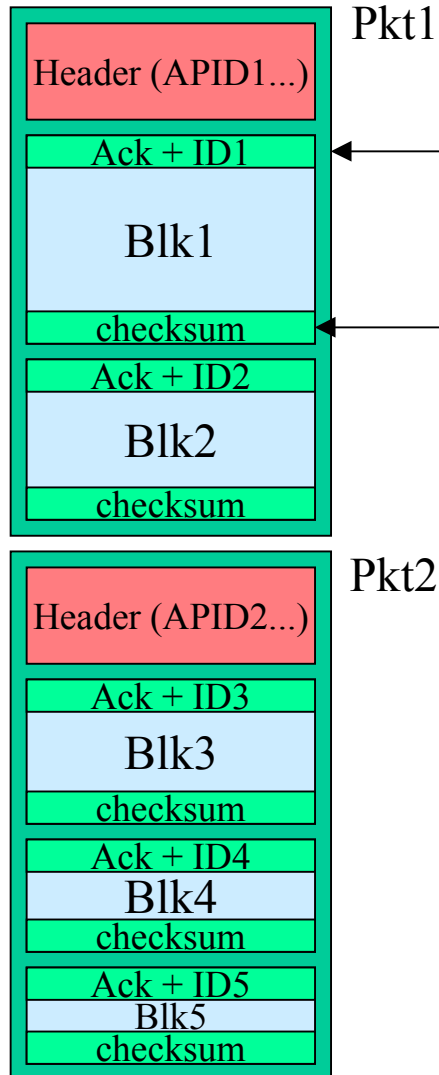 Pkt1
Header (APID1...)
Ack + ID1
Blk1
checksum
Ack + ID2
Blk2
checksum
Pkt2
Header (APID2...)
Ack + ID3
Blk3
checksum
Ack + ID4
Blk4
checksum
Ack + ID5
Blk5
checksum